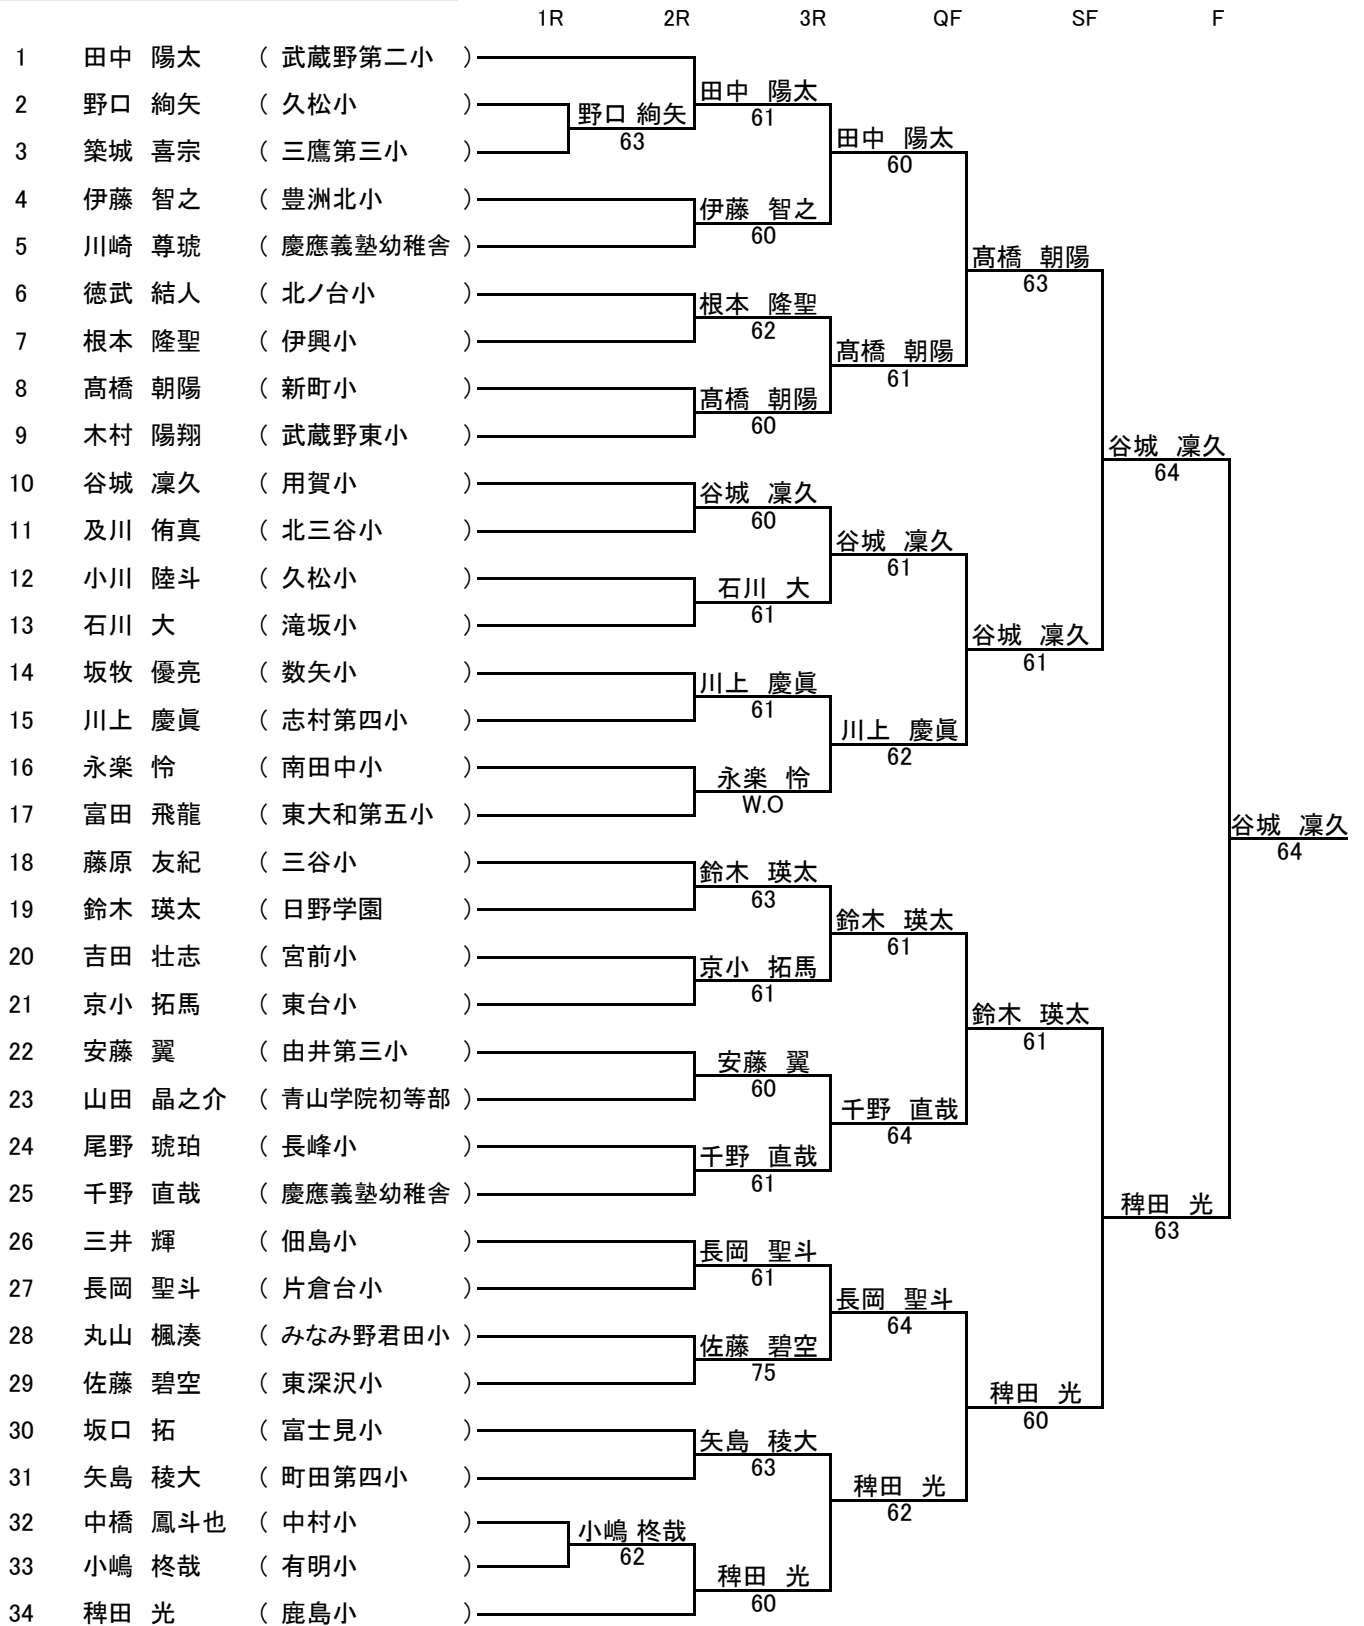 1R 2R 3R QF SF F
1 田中 陽太 ( 武蔵野第二小 )
田中 陽太
2 野口 絢矢 ( 久松小 )
野口 絢矢 61
63 田中 陽太
3 築城 喜宗 ( 三鷹第三小 )
60
4 伊藤 智之 ( 豊洲北小 )
伊藤 智之
60
5 川崎 尊琥 ( 慶應義塾幼稚舎 )
髙橋 朝陽
63
6 徳武 結人 ( 北ノ台小 )
根本 隆聖
62
7 根本 隆聖 ( 伊興小 )
髙橋 朝陽
61
8 髙橋 朝陽 ( 新町小 )
髙橋 朝陽
60
9 木村 陽翔 ( 武蔵野東小 )
谷城 凜久
64
10 谷城 凜久 ( 用賀小 )
谷城 凜久
60
11 及川 侑真 ( 北三谷小 )
谷城 凜久
61
12 小川 陸斗 ( 久松小 )
石川 大
61
13 石川 大 ( 滝坂小 )
谷城 凜久
61
14 坂牧 優亮 ( 数矢小 )
川上 慶眞
61
15 川上 慶眞 ( 志村第四小 )
川上 慶眞
62
16 永楽 怜 ( 南田中小 )
永楽 怜
W.O
17 富田 飛龍 ( 東大和第五小 )
谷城 凜久
64
18 藤原 友紀 ( 三谷小 )
鈴木 瑛太
63
19 鈴木 瑛太 ( 日野学園 )
鈴木 瑛太
61
20 吉田 壮志 ( 宮前小 )
京小 拓馬
61
21 京小 拓馬 ( 東台小 )
鈴木 瑛太
61
22 安藤 翼 ( 由井第三小 )
安藤 翼
60
23 山田 晶之介 ( 青山学院初等部 )
千野 直哉
64
24 尾野 琥珀 ( 長峰小 )
千野 直哉
61
25 千野 直哉 ( 慶應義塾幼稚舎 )
稗田 光
63
26 三井 輝 ( 佃島小 )
長岡 聖斗
61
27 長岡 聖斗 ( 片倉台小 )
長岡 聖斗
64
28 丸山 楓湊 ( みなみ野君田小 )
佐藤 碧空
75
29 佐藤 碧空 ( 東深沢小 )
稗田 光
60
30 坂口 拓 ( 富士見小 )
矢島 稜大
63
31 矢島 稜大 ( 町田第四小 )
稗田 光
62
32 中橋 鳳斗也 ( 中村小 )
小嶋 柊哉
62
33 小嶋 柊哉 ( 有明小 )
稗田 光
60
34 稗田 光 ( 鹿島小 )